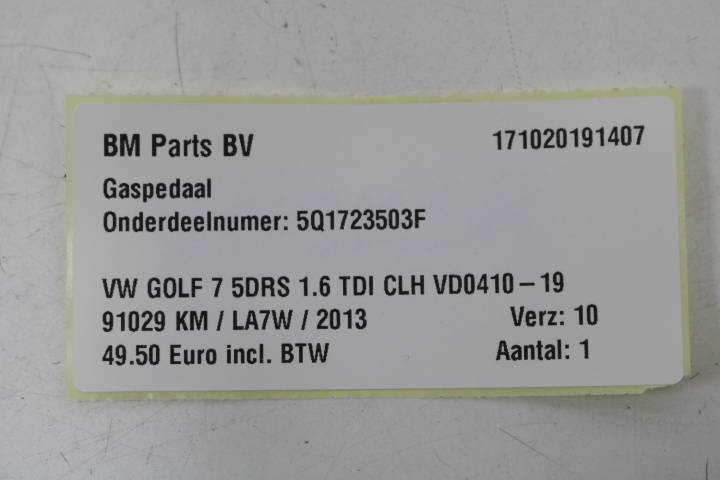 BM Parts BV 171020191407
Gaspedaal
Onderdeelnumer: 5Q1723503F
VW GOLF 7 5DRS 1.6 TDI CLH VD0410-19
91029 KM / LA7W / 2013 Verz: 10
49.50 Euro incl. BTW Aantal: 1